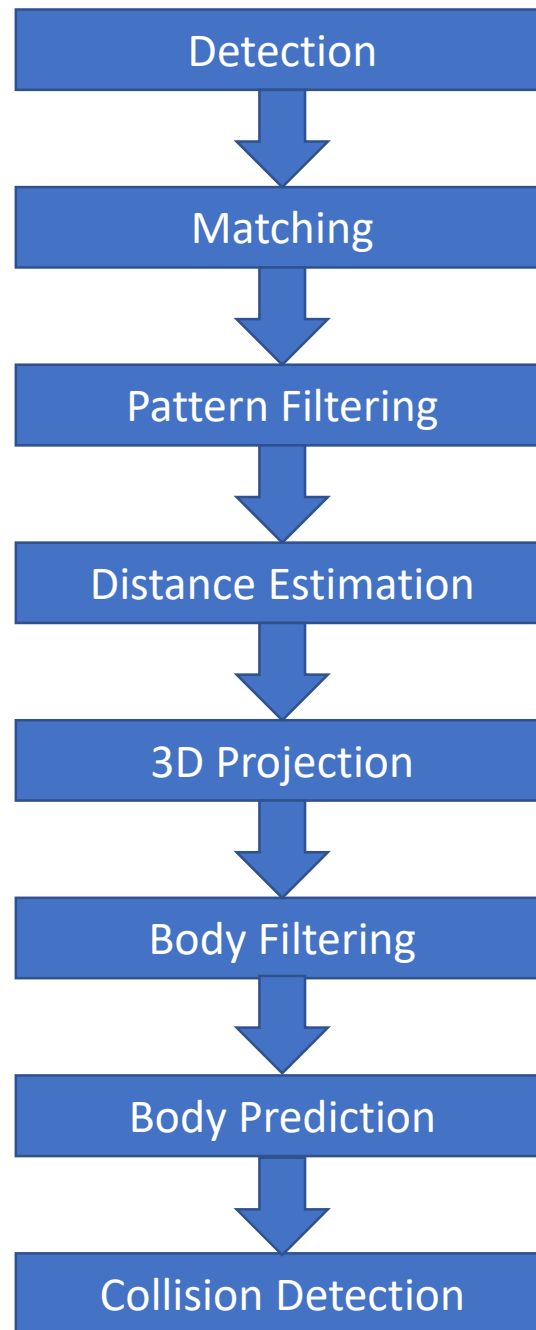 Detection
Matching
Pattern Filtering
Distance Estimation
3D Projection
Body Filtering
Body Prediction
Collision Detection